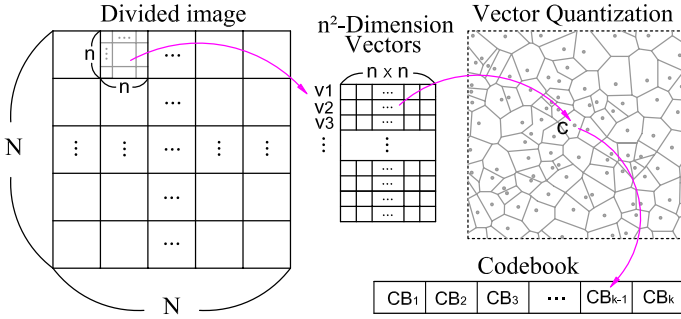 Divided image
n
n
...
...
...
...
N
⋮ ⋮ ... ⋮ ⋮
...
...
N
n²-Dimension
Vectors
n x n
v1 ...
v2 ...
v3 ...
⋮ ⋮
...
...
...
...
Vector Quantization
C
Codebook
CB₁ CB₂ CB₃ ... CBₖ₋₁ CBₖ